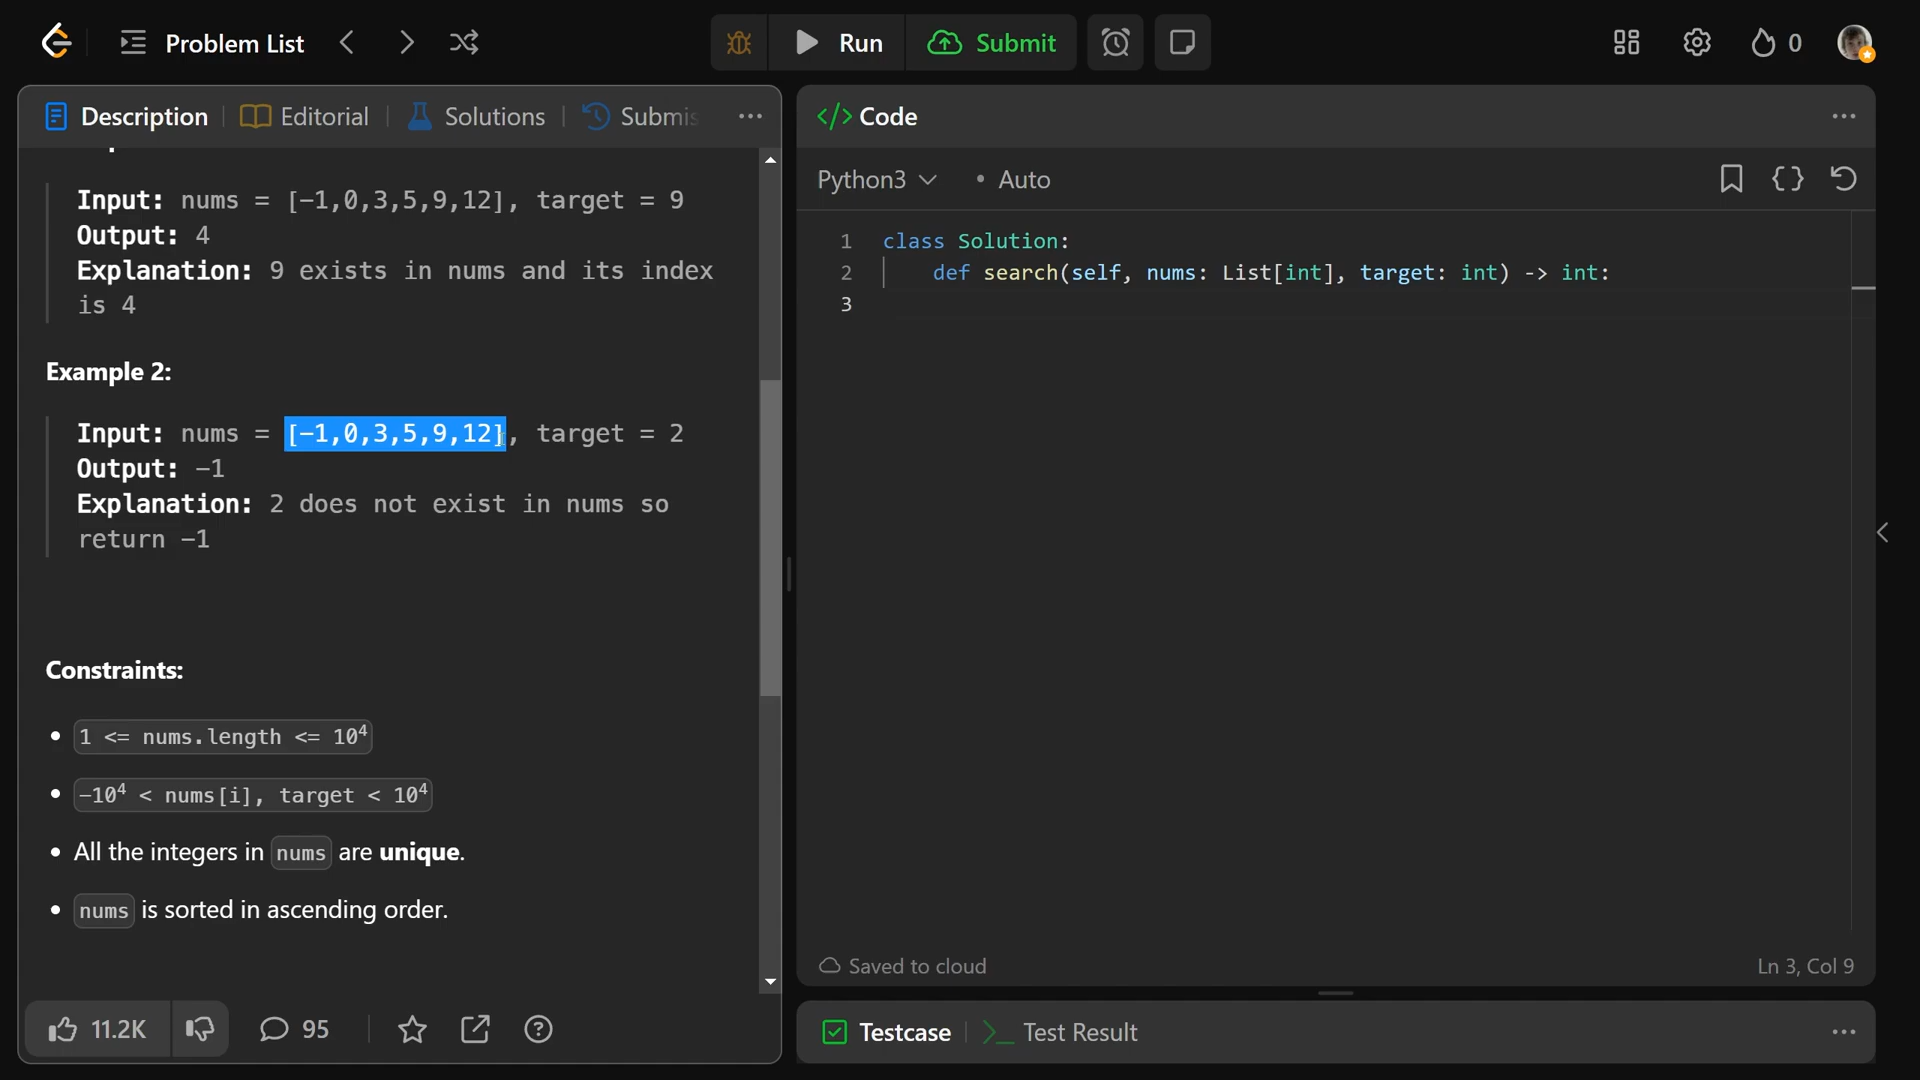 Problem List
Run
Submit
0
Description
Editorial
Solutions
Submis
Input: nums = [-1,0,3,5,9,12], target = 9
Output: 4
Explanation: 9 exists in nums and its index
is 4
Example 2:
Input: nums = [-1,0,3,5,9,12], target = 2
Output: -1
Explanation: 2 does not exist in nums so
return -1
Constraints:
1 <= nums.length <= 10⁴
-10⁴ < nums[i], target < 10⁴
All the integers in nums are unique.
nums is sorted in ascending order.
11.2K
95
</> Code
Python3
Auto
1 class Solution:
2 def search(self, nums: List[int], target: int) -> int:
3
Saved to cloud
Ln 3, Col 9
Testcase
Test Result